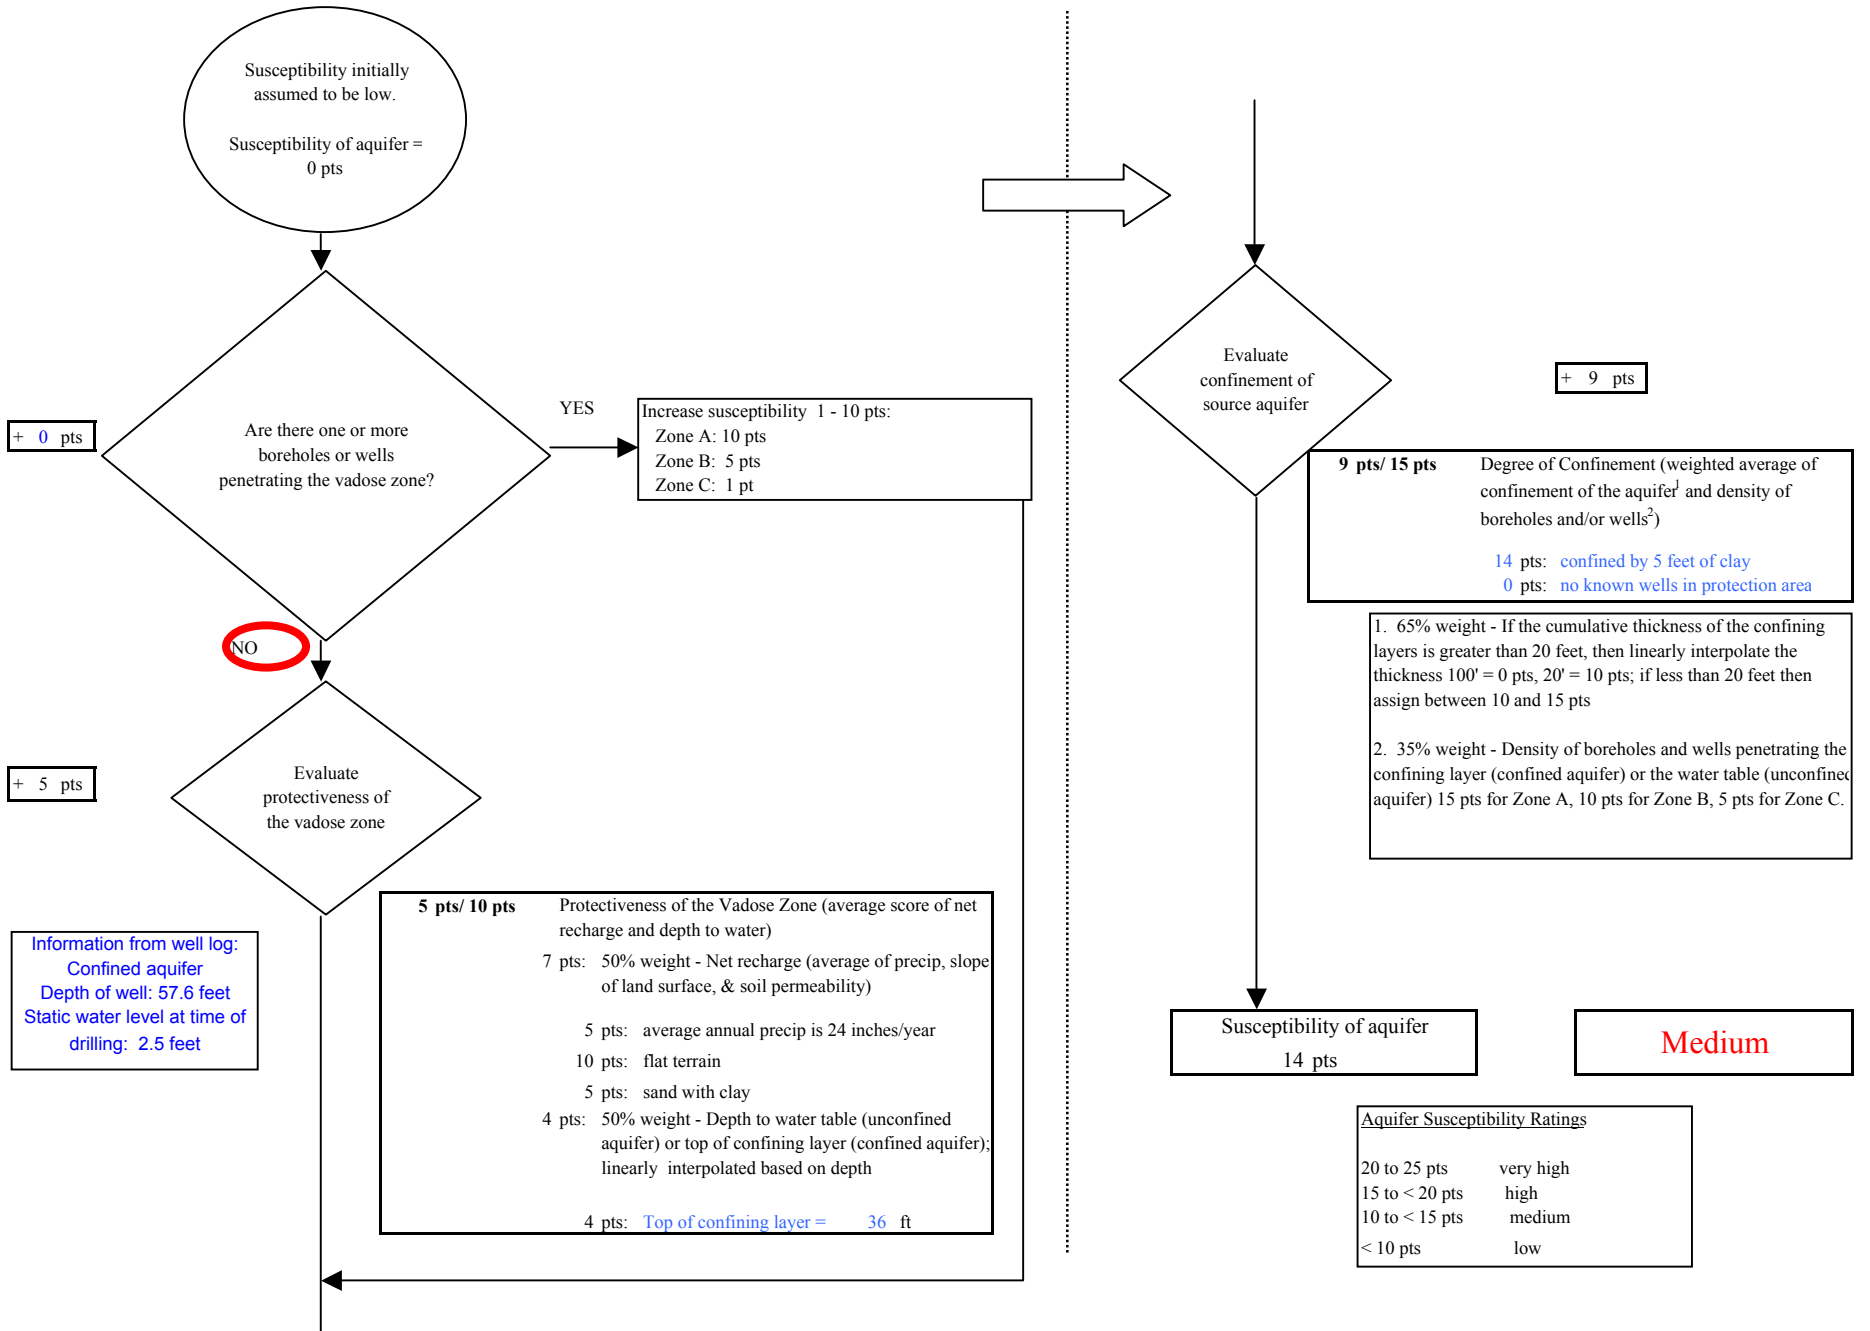 Susceptibility initially
assumed to be low.
Susceptibility of aquifer =
0 pts
+ 0 pts
Are there one or more
boreholes or wells
penetrating the vadose zone?
YES
Increase susceptibility 1 - 10 pts:
Zone A: 10 pts
Zone B: 5 pts
Zone C: 1 pt
NO
+ 5 pts
Evaluate
protectiveness of
the vadose zone
Information from well log:
Confined aquifer
Depth of well: 57.6 feet
Static water level at time of
drilling: 2.5 feet
5 pts/ 10 pts Protectiveness of the Vadose Zone (average score of net
recharge and depth to water)
7 pts: 50% weight - Net recharge (average of precip, slope
of land surface, & soil permeability)
5 pts: average annual precip is 24 inches/year
10 pts: flat terrain
5 pts: sand with clay
4 pts: 50% weight - Depth to water table (unconfined
aquifer) or top of confining layer (confined aquifer);
linearly interpolated based on depth
4 pts: Top of confining layer = 36 ft
Evaluate
confinement of
source aquifer
+ 9 pts
9 pts/ 15 pts Degree of Confinement (weighted average of
confinement of the aquifer1 and density of
boreholes and/or wells2)
14 pts: confined by 5 feet of clay
0 pts: no known wells in protection area
1. 65% weight - If the cumulative thickness of the confining
layers is greater than 20 feet, then linearly interpolate the
thickness 100' = 0 pts, 20' = 10 pts; if less than 20 feet then
assign between 10 and 15 pts
2. 35% weight - Density of boreholes and wells penetrating the
confining layer (confined aquifer) or the water table (unconfined
aquifer) 15 pts for Zone A, 10 pts for Zone B, 5 pts for Zone C.
Susceptibility of aquifer
14 pts
Medium
Aquifer Susceptibility Ratings
20 to 25 pts very high
15 to < 20 pts high
10 to < 15 pts medium
< 10 pts low